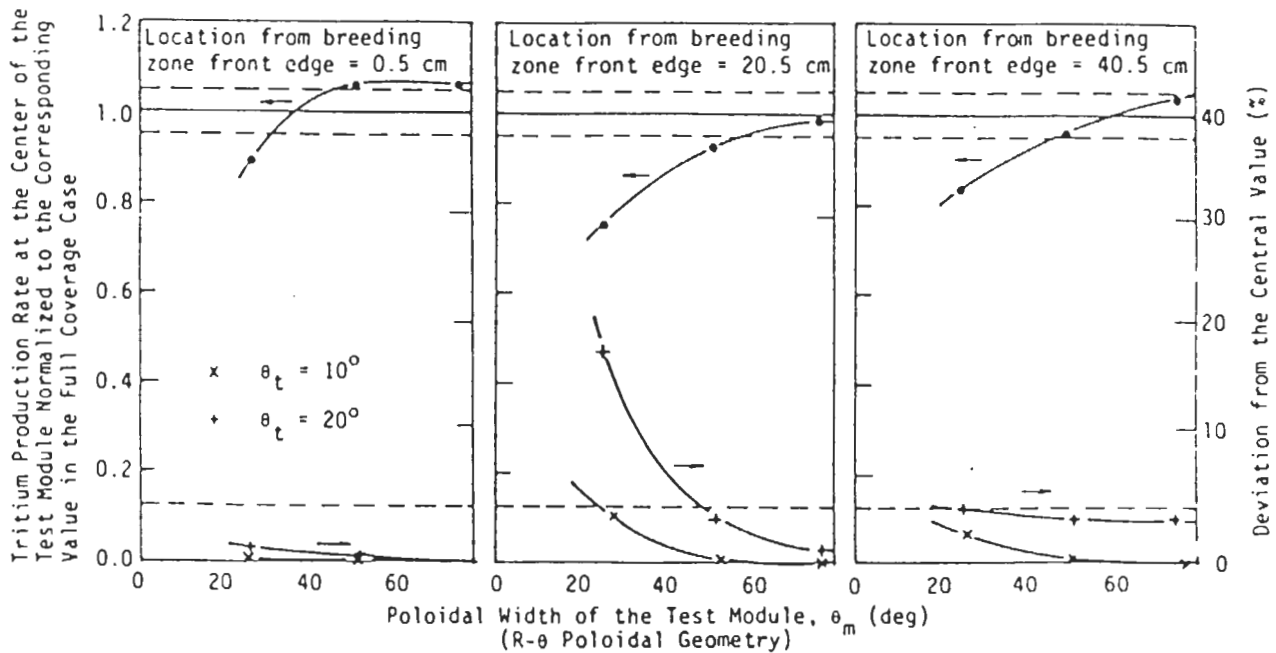 Tritium Production Rate at the Center of the
Test Module Normalized to the Corresponding
Value in the Full Coverage Case
1.2
1.0
0.8
0.6
0.4
0.2
0.0
Location from breeding
zone front edge = 0.5 cm
× θt = 10°
+ θt = 20°
0 20 40 60
Location from breeding
zone front edge = 20.5 cm
0 20 40 60
Location from breeding
zone front edge = 40.5 cm
0 20 40 60
40
30
20
10
0
Deviation from the Central Value (%)
Poloidal Width of the Test Module, θm (deg)
(R-θ Poloidal Geometry)